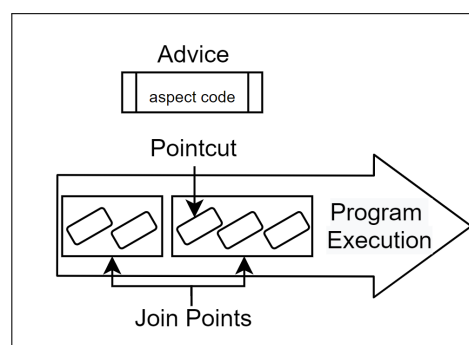 Advice
aspect code
Pointcut
Program
Execution
Join Points